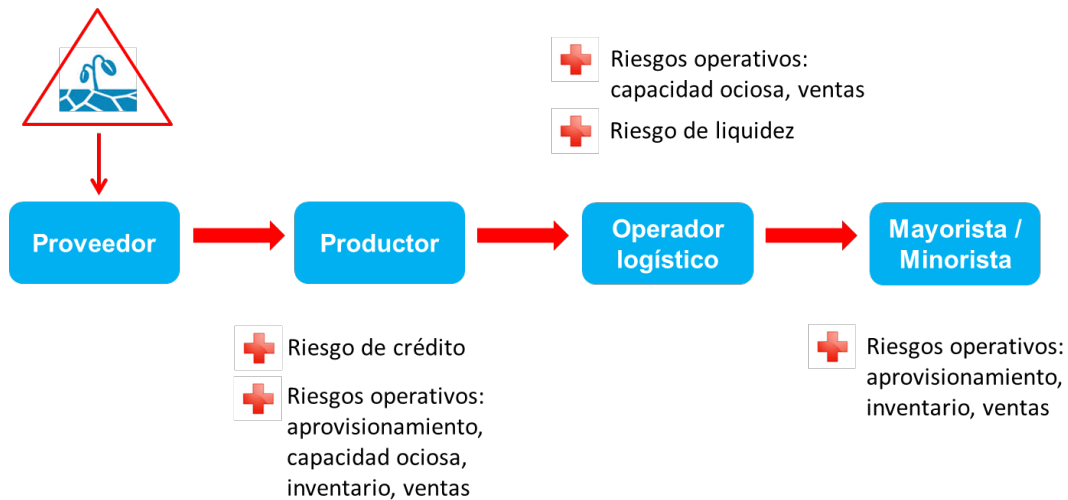 Riesgos operativos:
capacidad ociosa, ventas
Riesgo de liquidez
Proveedor
Productor
Operador
logístico
Mayorista /
Minorista
Riesgo de crédito
Riesgos operativos:
aprovisionamiento,
capacidad ociosa,
inventario, ventas
Riesgos operativos:
aprovisionamiento,
inventario, ventas